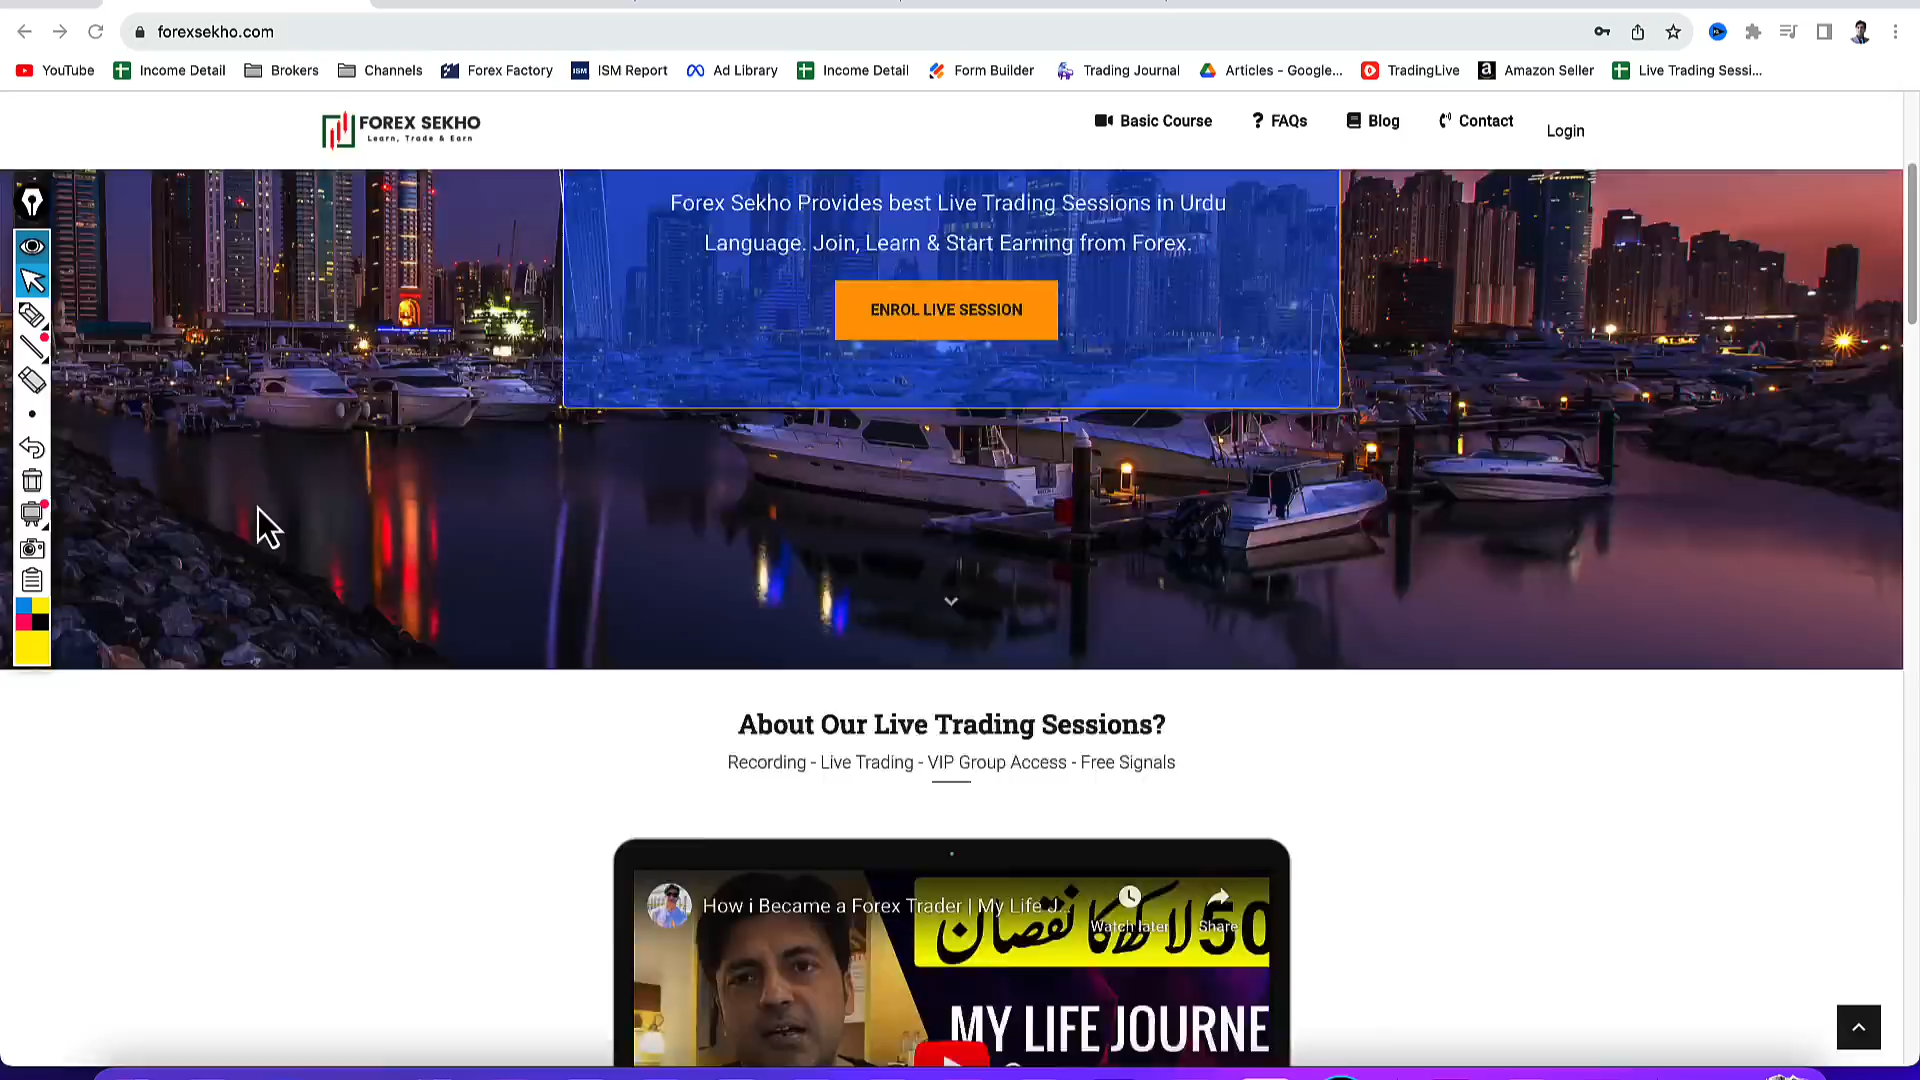 forexsekho.com
YouTube
Income Detail
Brokers
Channels
Forex Factory
ISM
ISM Report
Ad Library
Income Detail
Form Builder
Trading Journal
Articles - Google...
TradingLive
Amazon Seller
Live Trading Sessi...
FOREX SEKHO
Learn, Trade & Earn
Basic Course
FAQs
Blog
Contact
Login
Forex Sekho Provides best Live Trading Sessions in Urdu
Language. Join, Learn & Start Earning from Forex.
ENROL LIVE SESSION
About Our Live Trading Sessions?
Recording - Live Trading - VIP Group Access - Free Signals
How i Became a Forex Trader | My Life J...
Watch later
Share
50 لاکھ کا نقصان
MY LIFE JOURNE